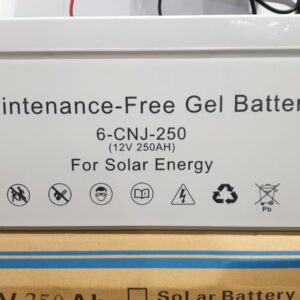 intenance-Free Gel Batter
6-CNJ-250
(12V 250AH)
For Solar Energy
Pb
V 250 Ah
SoLar Battery